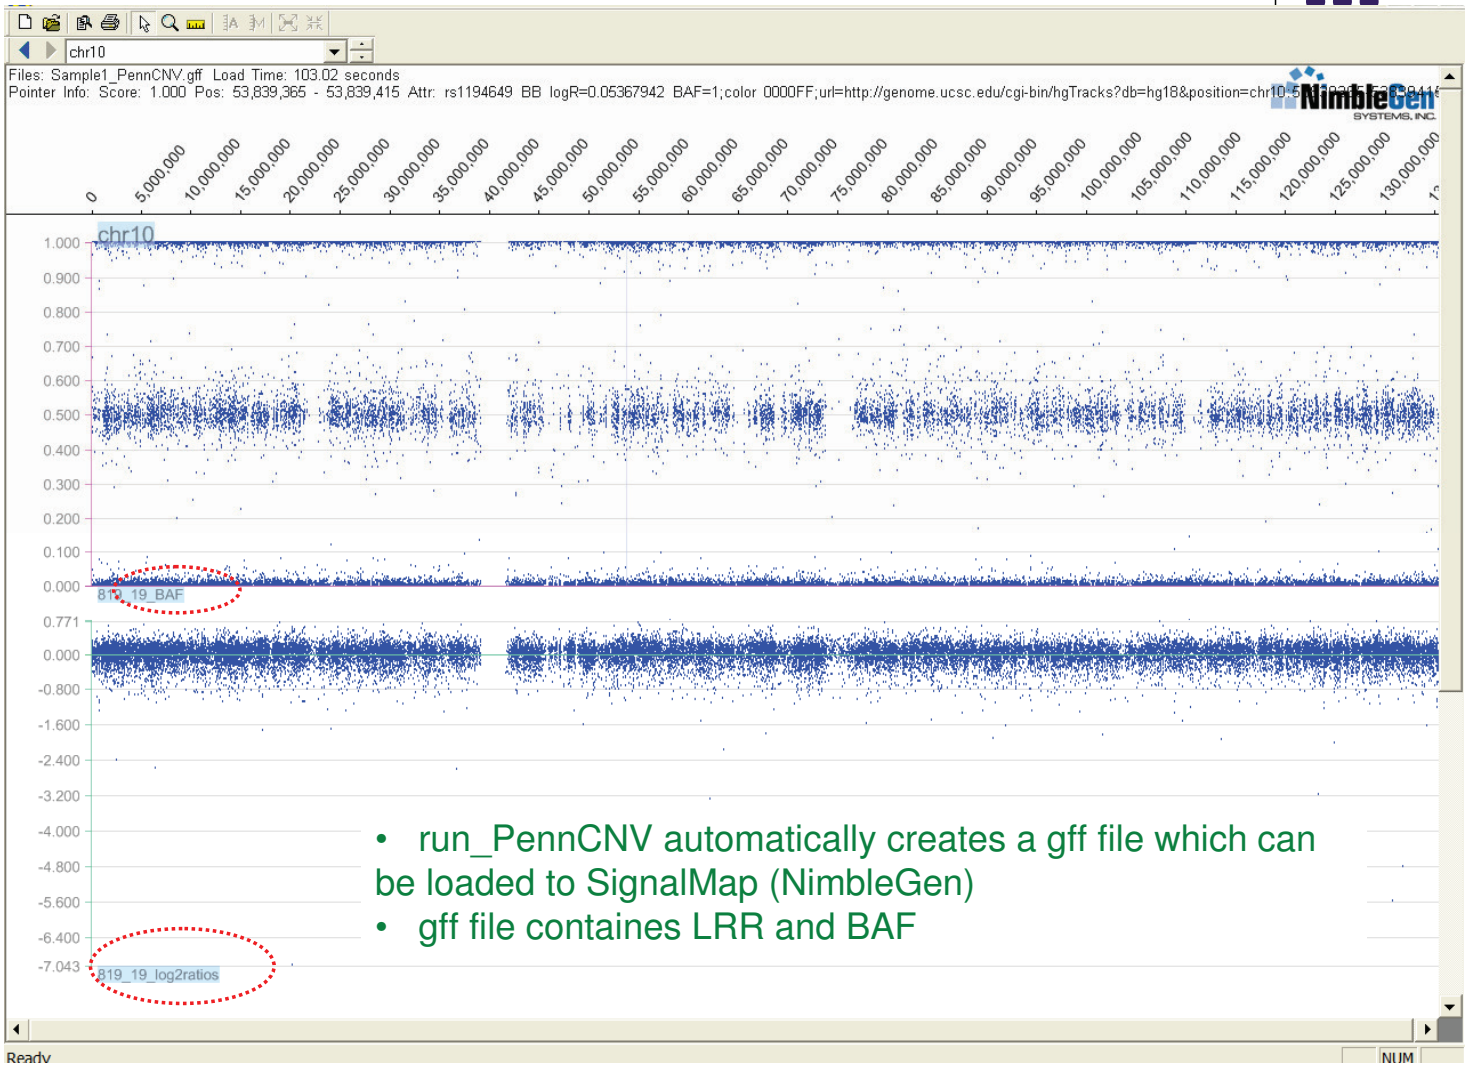 chr10
Files: Sample1_PennCNV.gff Load Time: 103.02 seconds
Pointer Info: Score: 1.000 Pos: 53,839,365 - 53,839,415 Attr: rs1194649 BB logR=0.05367942 BAF=1;color 0000FF;url=http://genome.ucsc.edu/cgi-bin/hgTracks?db=hg18&position=chr10:
NimbleGen
SYSTEMS, INC.
0 5,000,000 10,000,000 15,000,000 20,000,000 25,000,000 30,000,000 35,000,000 40,000,000 45,000,000 50,000,000 55,000,000 60,000,000 65,000,000 70,000,000 75,000,000 80,000,000 85,000,000 90,000,000 95,000,000 100,000,000 105,000,000 110,000,000 115,000,000 120,000,000 125,000,000 130,000,000
chr10
1.000
0.900
0.800
0.700
0.600
0.500
0.400
0.300
0.200
0.100
0.000
819_19_BAF
0.771
0.000
-0.800
-1.600
-2.400
-3.200
-4.000
-4.800
-5.600
-6.400
-7.043
819_19_log2ratios
• run_PennCNV automatically creates a gff file which can
be loaded to SignalMap (NimbleGen)
• gff file containes LRR and BAF
Ready
NUM